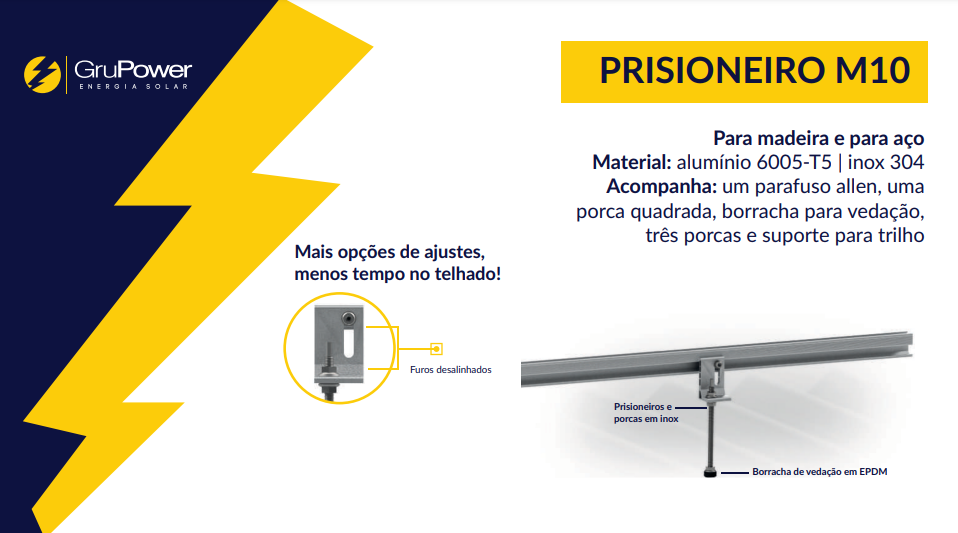 GruPower
ENERGIA SOLAR
PRISIONEIRO M10
Para madeira e para aço
Material: alumínio 6005-T5 | inox 304
Acompanha: um parafuso allen, uma
porca quadrada, borracha para vedação,
três porcas e suporte para trilho
Mais opções de ajustes,
menos tempo no telhado!
Furos desalinhados
Prisioneiros e
porcas em inox
Borracha de vedação em EPDM